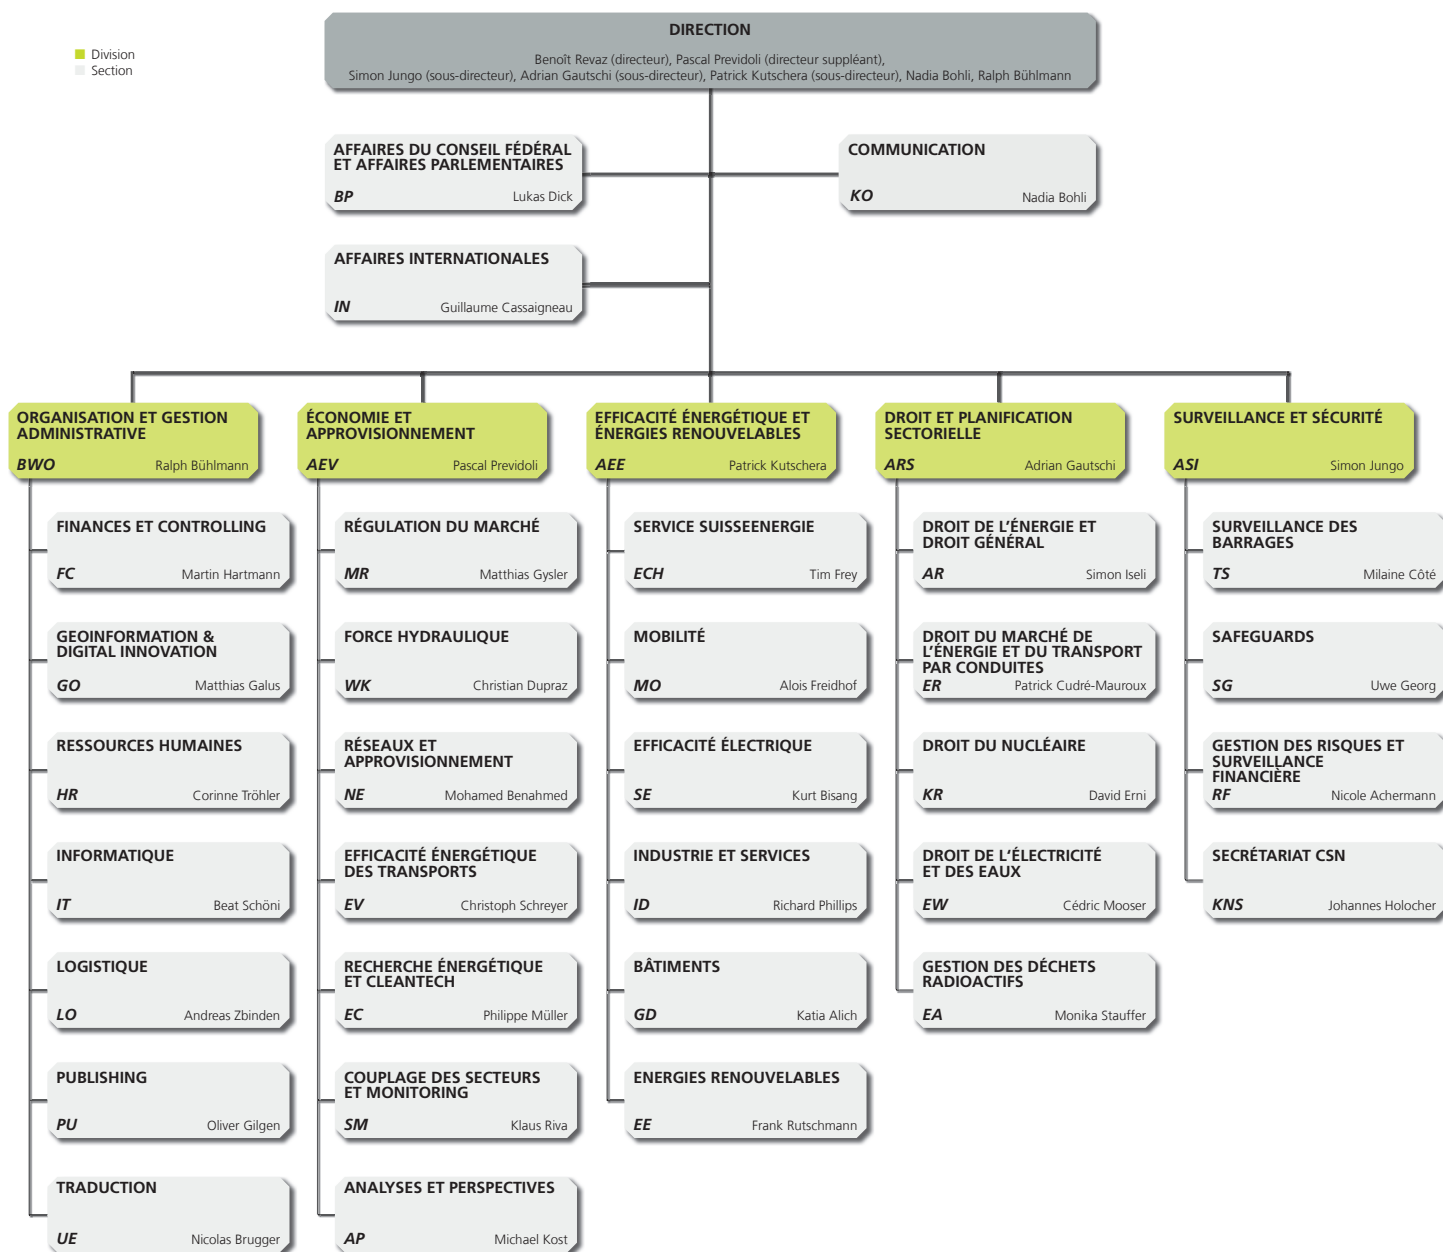 Division
Section
DIRECTION
Benoît Revaz (directeur), Pascal Previdoli (directeur suppléant),
Simon Jungo (sous-directeur), Adrian Gautschi (sous-directeur), Patrick Kutschera (sous-directeur), Nadia Bohli, Ralph Bühlmann
AFFAIRES DU CONSEIL FÉDÉRAL
ET AFFAIRES PARLEMENTAIRES
BP Lukas Dick
COMMUNICATION
KO Nadia Bohli
AFFAIRES INTERNATIONALES
IN Guillaume Cassaigneau
ORGANISATION ET GESTION
ADMINISTRATIVE
BWO Ralph Bühlmann
FINANCES ET CONTROLLING
FC Martin Hartmann
GEOINFORMATION &
DIGITAL INNOVATION
GO Matthias Galus
RESSOURCES HUMAINES
HR Corinne Tröhler
INFORMATIQUE
IT Beat Schöni
LOGISTIQUE
LO Andreas Zbinden
PUBLISHING
PU Oliver Gilgen
TRADUCTION
UE Nicolas Brugger
ÉCONOMIE ET
APPROVISIONNEMENT
AEV Pascal Previdoli
RÉGULATION DU MARCHÉ
MR Matthias Gysler
FORCE HYDRAULIQUE
WK Christian Dupraz
RÉSEAUX ET
APPROVISIONNEMENT
NE Mohamed Benahmed
EFFICACITÉ ÉNERGÉTIQUE
DES TRANSPORTS
EV Christoph Schreyer
RECHERCHE ÉNERGÉTIQUE
ET CLEANTECH
EC Philippe Müller
COUPLAGE DES SECTEURS
ET MONITORING
SM Klaus Riva
ANALYSES ET PERSPECTIVES
AP Michael Kost
EFFICACITÉ ÉNERGÉTIQUE ET
ÉNERGIES RENOUVELABLES
AEE Patrick Kutschera
SERVICE SUISSEENERGIE
ECH Tim Frey
MOBILITÉ
MO Alois Freidhof
EFFICACITÉ ÉLECTRIQUE
SE Kurt Bisang
INDUSTRIE ET SERVICES
ID Richard Phillips
BÂTIMENTS
GD Katia Alich
ENERGIES RENOUVELABLES
EE Frank Rutschmann
DROIT ET PLANIFICATION
SECTORIELLE
ARS Adrian Gautschi
DROIT DE L'ÉNERGIE ET
DROIT GÉNÉRAL
AR Simon Iseli
DROIT DU MARCHÉ DE
L'ÉNERGIE ET DU TRANSPORT
PAR CONDUITES
ER Patrick Cudré-Mauroux
DROIT DU NUCLÉAIRE
KR David Erni
DROIT DE L'ÉLECTRICITÉ
ET DES EAUX
EW Cédric Mooser
GESTION DES DÉCHETS
RADIOACTIFS
EA Monika Stauffer
SURVEILLANCE ET SÉCURITÉ
ASI Simon Jungo
SURVEILLANCE DES
BARRAGES
TS Milaine Côté
SAFEGUARDS
SG Uwe Georg
GESTION DES RISQUES ET
SURVEILLANCE
FINANCIÈRE
RF Nicole Achermann
SECRÉTARIAT CSN
KNS Johannes Holocher